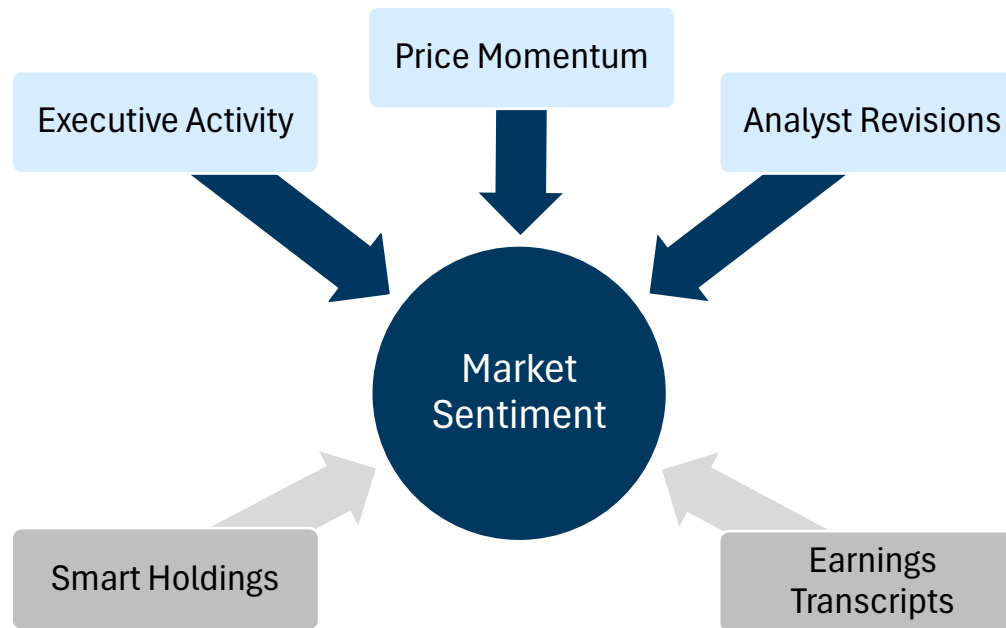 Price Momentum
Executive Activity
Analyst Revisions
Market
Sentiment
Smart Holdings
Earnings
Transcripts